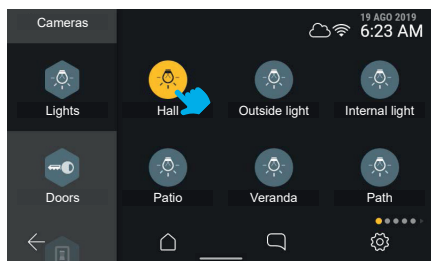 Cameras
19 AGO 2019
6:23 AM
Lights
Hall
Outside light
Internal light
Doors
Patio
Veranda
Path